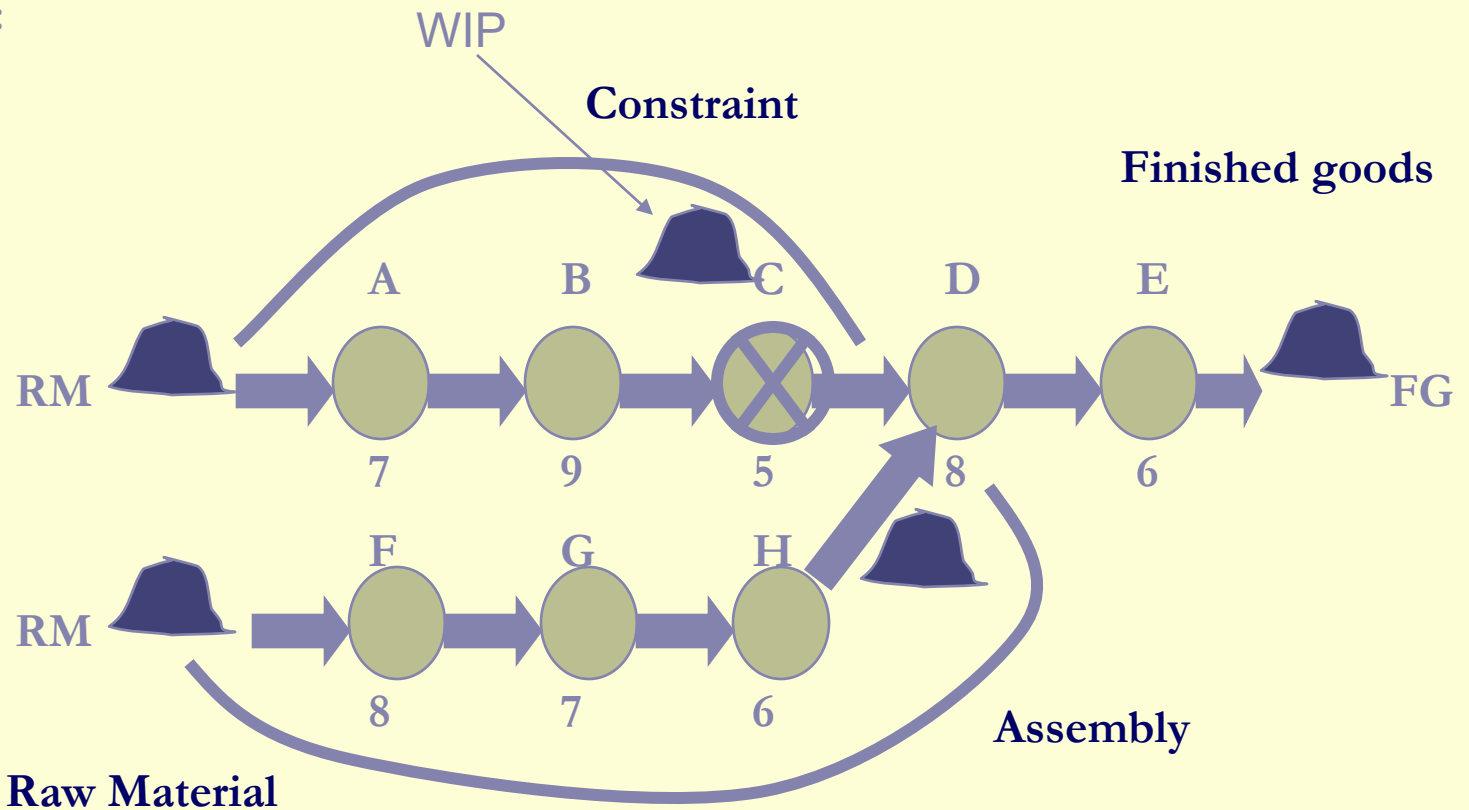 :
WIP
Constraint
Finished goods
A B C D E
RM FG
7 9 5 8 6
F G H
RM
8 7 6
Assembly
Raw Material